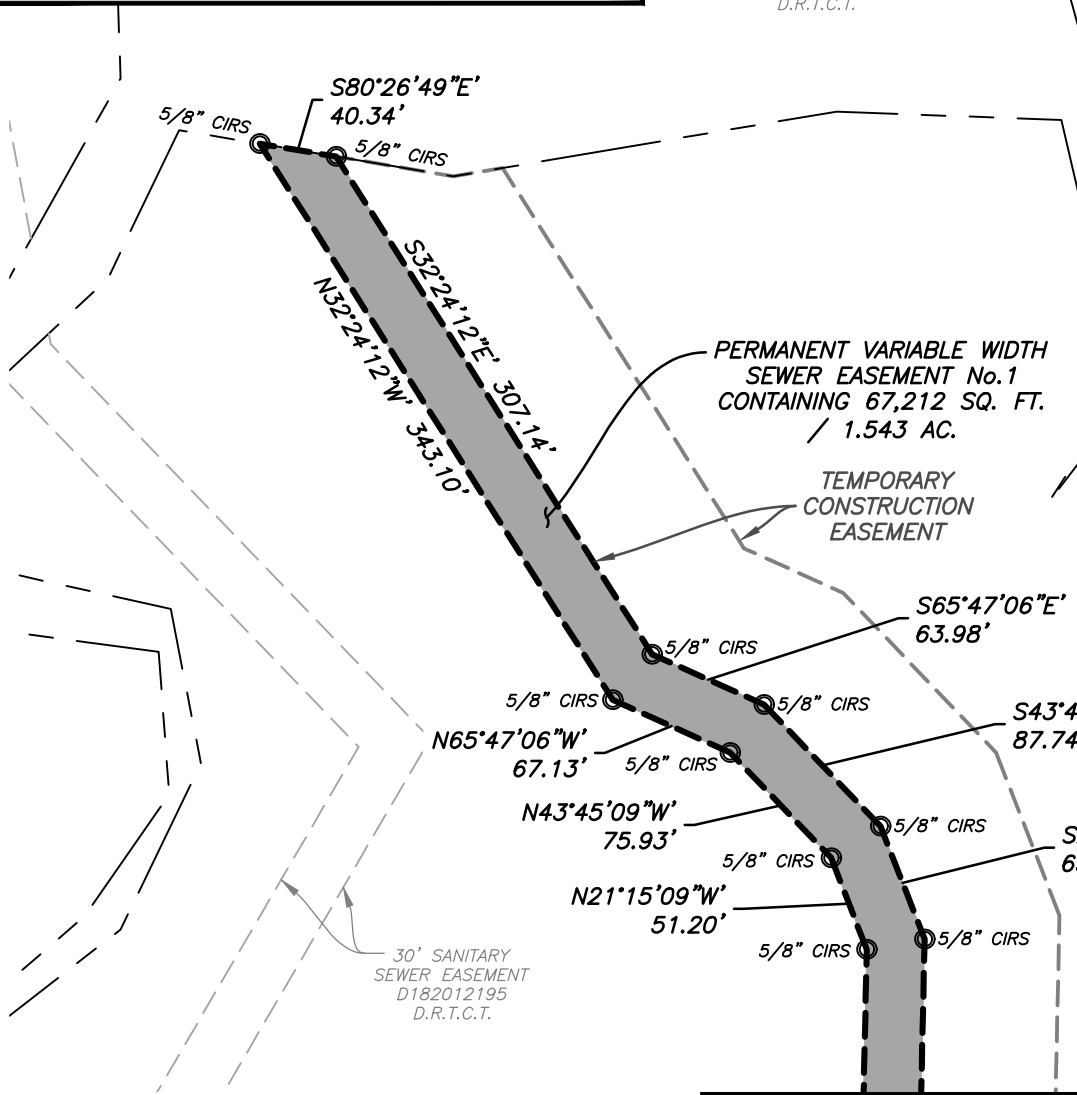 D.R.T.C.T.
S80°26'49"E'
40.34'
5/8" CIRS
5/8" CIRS
S32°24'12"E' 307.14'
N32°24'12"W' 343.10'
PERMANENT VARIABLE WIDTH
SEWER EASEMENT No.1
CONTAINING 67,212 SQ. FT.
/ 1.543 AC.
TEMPORARY
CONSTRUCTION
EASEMENT
S65°47'06"E'
63.98'
5/8" CIRS
5/8" CIRS
5/8" CIRS
S43°4
87.74
N65°47'06"W'
67.13'
5/8" CIRS
N43°45'09"W'
75.93'
5/8" CIRS
S
6
5/8" CIRS
N21°15'09"W'
51.20'
5/8" CIRS
5/8" CIRS
30' SANITARY
SEWER EASEMENT
D182012195
D.R.T.C.T.